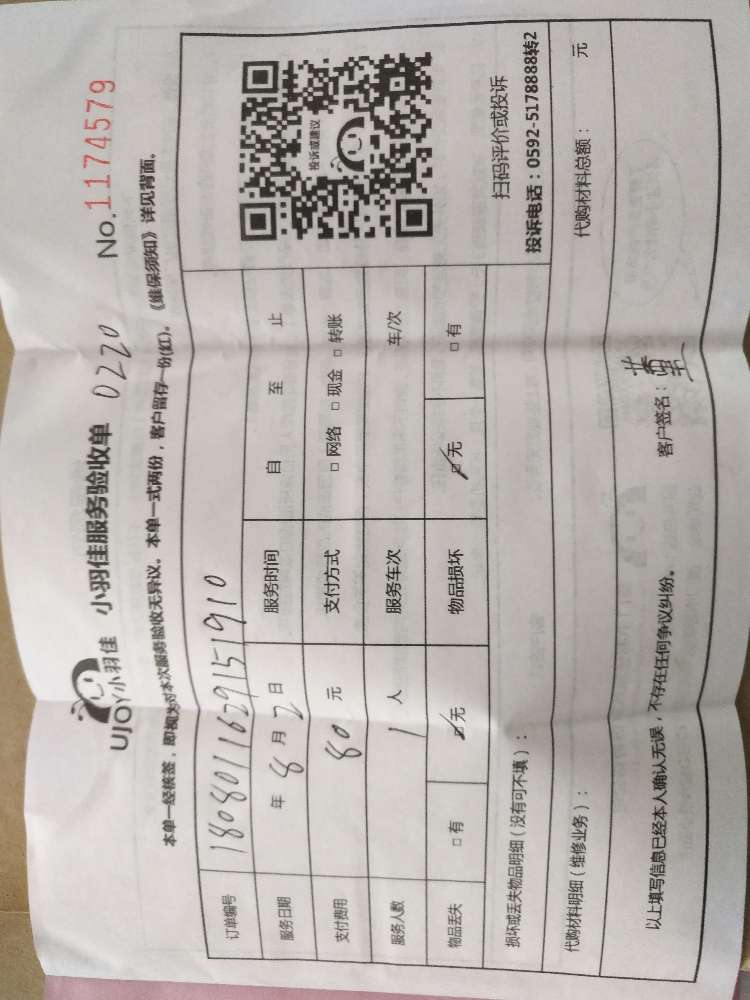 UJOY小羽佳 小羽佳服务验收单 0220 No.1174579
本单一经核签，即视为对本次服务验收无异议。本单一式两份，客户留存一份(红)。《维保须知》详见背面。
订单编号 180801162915191​0
服务日期 年 8 月 2 日 服务时间 自 至 止
支付费用 80 元 支付方式 □ 网络 □ 现金 □ 转账
服务人数 1 人 服务车次 车/次
物品丢失 □ 有 □ 无 物品损坏 □ 无 □ 有
投诉或建议
扫码评价或投诉
投诉电话：0592-5178888转2
损坏或丢失物品明细（没有可不填）：
代购材料明细（维修业务）： 代购材料总额： 元
以上填写信息已经本人确认无误，不存在任何争议纠纷。 客户签名：